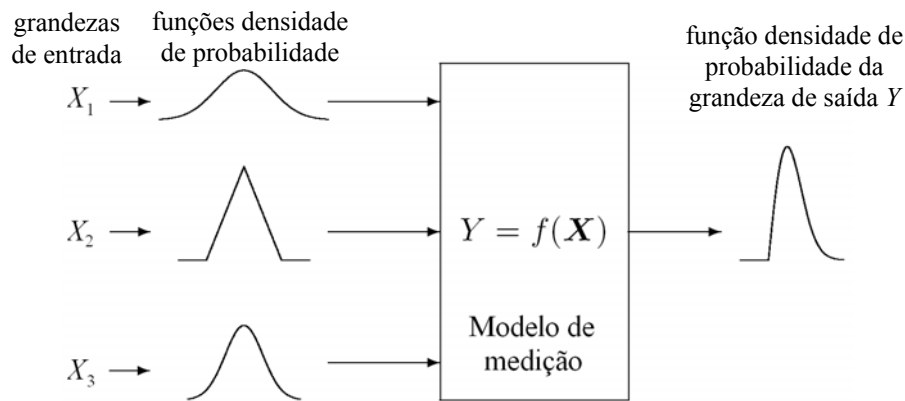 grandezas
de entrada
funções densidade
de probabilidade
função densidade de
probabilidade da
grandeza de saída Y
X₁
X₂
X₃
Y = f(X)
Modelo de
medição